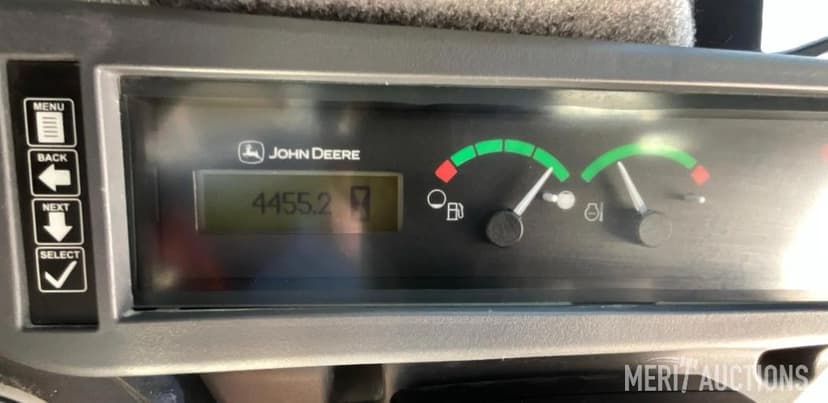 MENU
BACK
NEXT
SELECT
JOHN DEERE
4455.2
MERIT AUCTIONS